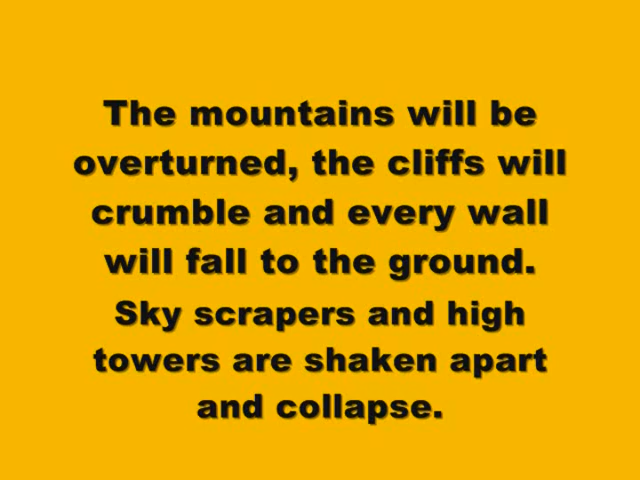 The mountains will be
overturned, the cliffs will
crumble and every wall
will fall to the ground.
Sky scrapers and high
towers are shaken apart
and collapse.